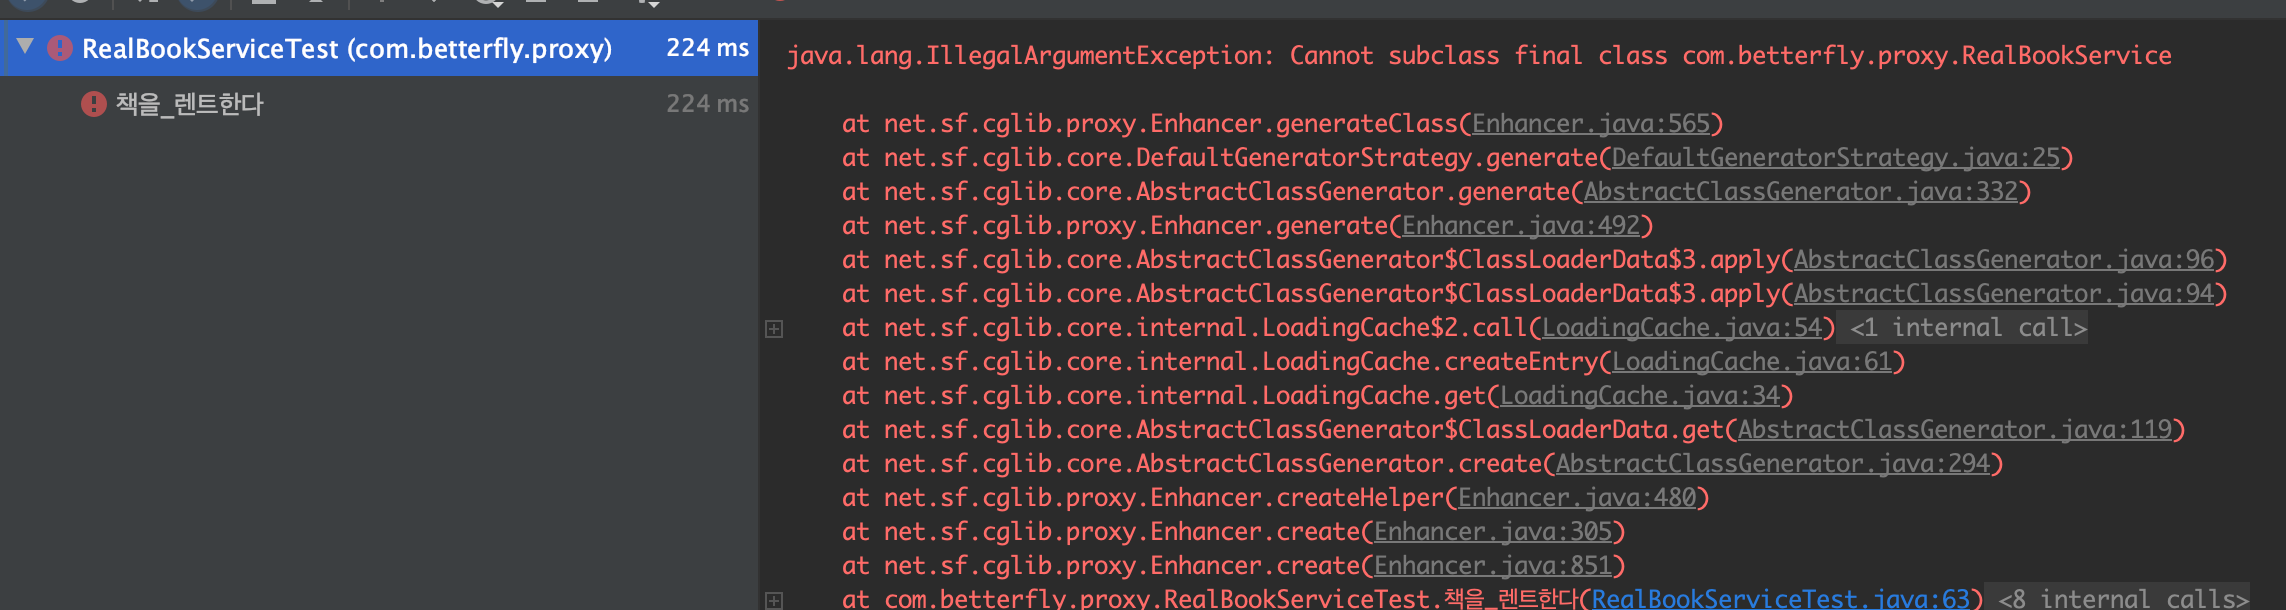 RealBookServiceTest (com.betterfly.proxy) 224 ms
책을_렌트한다 224 ms
java.lang.IllegalArgumentException: Cannot subclass final class com.betterfly.proxy.RealBookService
at net.sf.cglib.proxy.Enhancer.generateClass(Enhancer.java:565)
at net.sf.cglib.core.DefaultGeneratorStrategy.generate(DefaultGeneratorStrategy.java:25)
at net.sf.cglib.core.AbstractClassGenerator.generate(AbstractClassGenerator.java:332)
at net.sf.cglib.proxy.Enhancer.generate(Enhancer.java:492)
at net.sf.cglib.core.AbstractClassGenerator$ClassLoaderData$3.apply(AbstractClassGenerator.java:96)
at net.sf.cglib.core.AbstractClassGenerator$ClassLoaderData$3.apply(AbstractClassGenerator.java:94)
at net.sf.cglib.core.internal.LoadingCache$2.call(LoadingCache.java:54) <1 internal call>
at net.sf.cglib.core.internal.LoadingCache.createEntry(LoadingCache.java:61)
at net.sf.cglib.core.internal.LoadingCache.get(LoadingCache.java:34)
at net.sf.cglib.core.AbstractClassGenerator$ClassLoaderData.get(AbstractClassGenerator.java:119)
at net.sf.cglib.core.AbstractClassGenerator.create(AbstractClassGenerator.java:294)
at net.sf.cglib.proxy.Enhancer.createHelper(Enhancer.java:480)
at net.sf.cglib.proxy.Enhancer.create(Enhancer.java:305)
at net.sf.cglib.proxy.Enhancer.create(Enhancer.java:851)
at com.betterfly.proxy.RealBookServiceTest.책을_렌트한다(RealBookServiceTest.java:63) <8 internal calls>